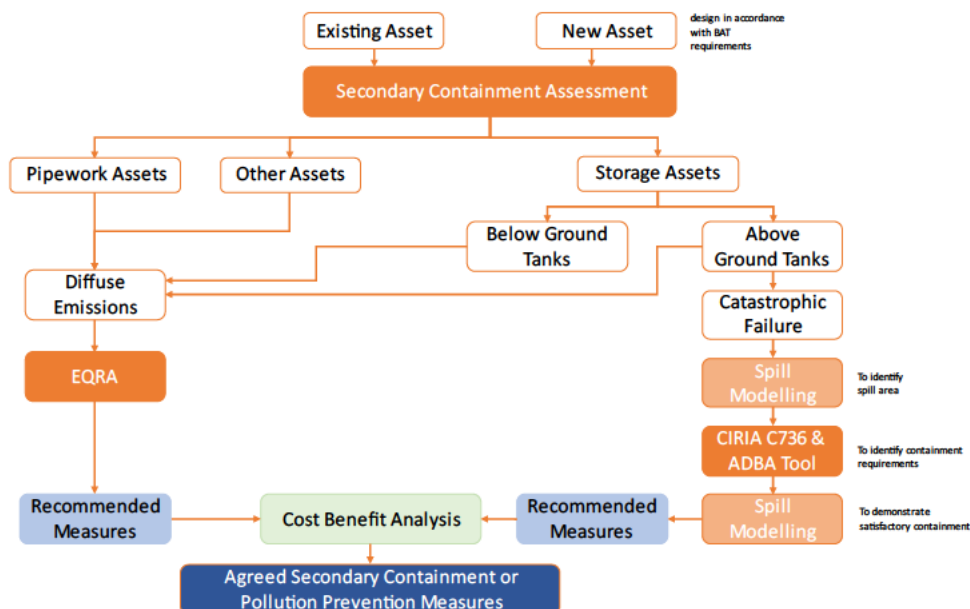 Existing Asset
New Asset
design in accordance
with BAT
requirements
Secondary Containment Assessment
Pipework Assets
Other Assets
Storage Assets
Below Ground
Tanks
Above
Ground Tanks
Diffuse
Emissions
Catastrophic
Failure
EQRA
Spill
Modelling
To identify
spill area
CIRIA C736 &
ADBA Tool
To identify containment
requirements
Recommended
Measures
Cost Benefit Analysis
Recommended
Measures
Spill
Modelling
To demonstrate
satisfactory containment
Agreed Secondary Containment or
Pollution Prevention Measures